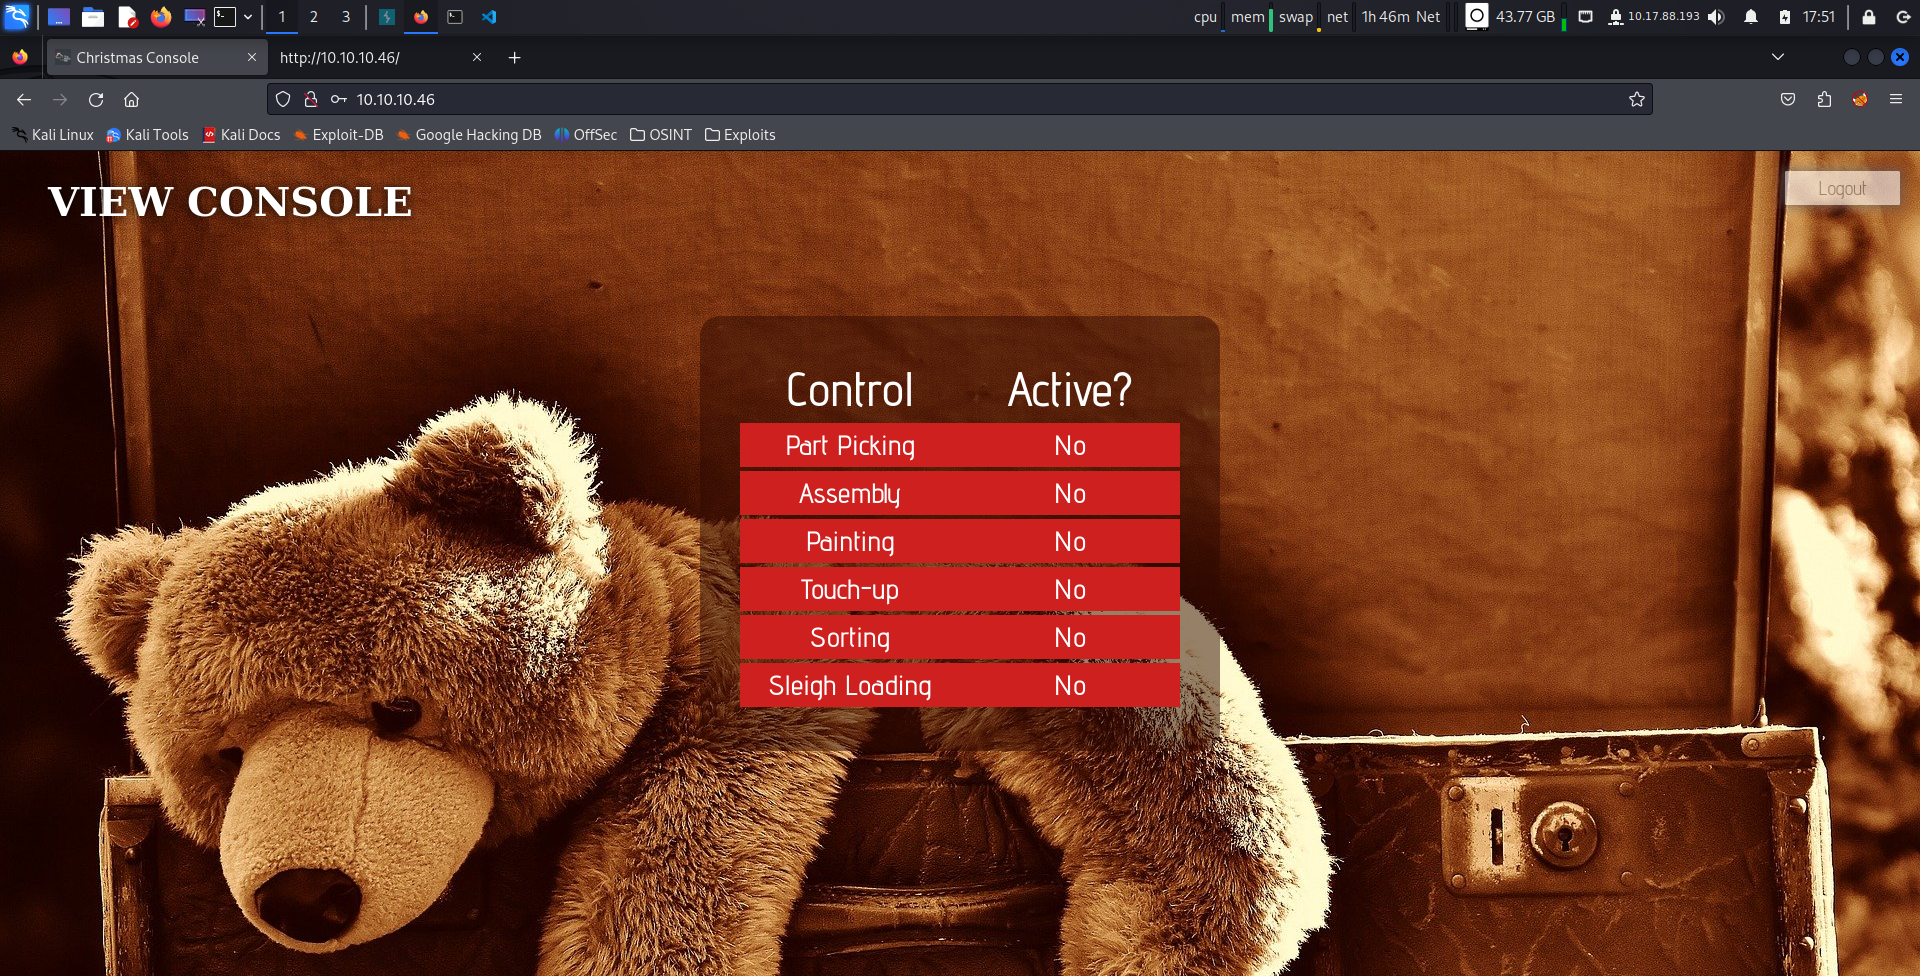 1 2 3 cpu mem swap net 1h 46m Net 43.77 GB 10.17.88.193 17:51
Christmas Console http://10.10.10.46/
10.10.10.46
Kali Linux Kali Tools Kali Docs Exploit-DB Google Hacking DB OffSec OSINT Exploits
VIEW CONSOLE
Logout
Control Active?
Part Picking No
Assembly No
Painting No
Touch-up No
Sorting No
Sleigh Loading No